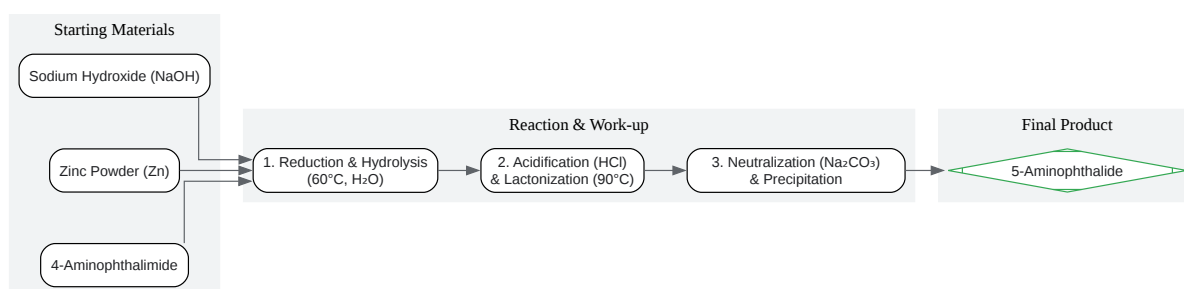 Starting Materials
Sodium Hydroxide (NaOH)
Zinc Powder (Zn)
4-Aminophthalimide
Reaction & Work-up
1. Reduction & Hydrolysis
(60°C, H₂O)
2. Acidification (HCl)
& Lactonization (90°C)
3. Neutralization (Na₂CO₃)
& Precipitation
Final Product
5-Aminophthalide